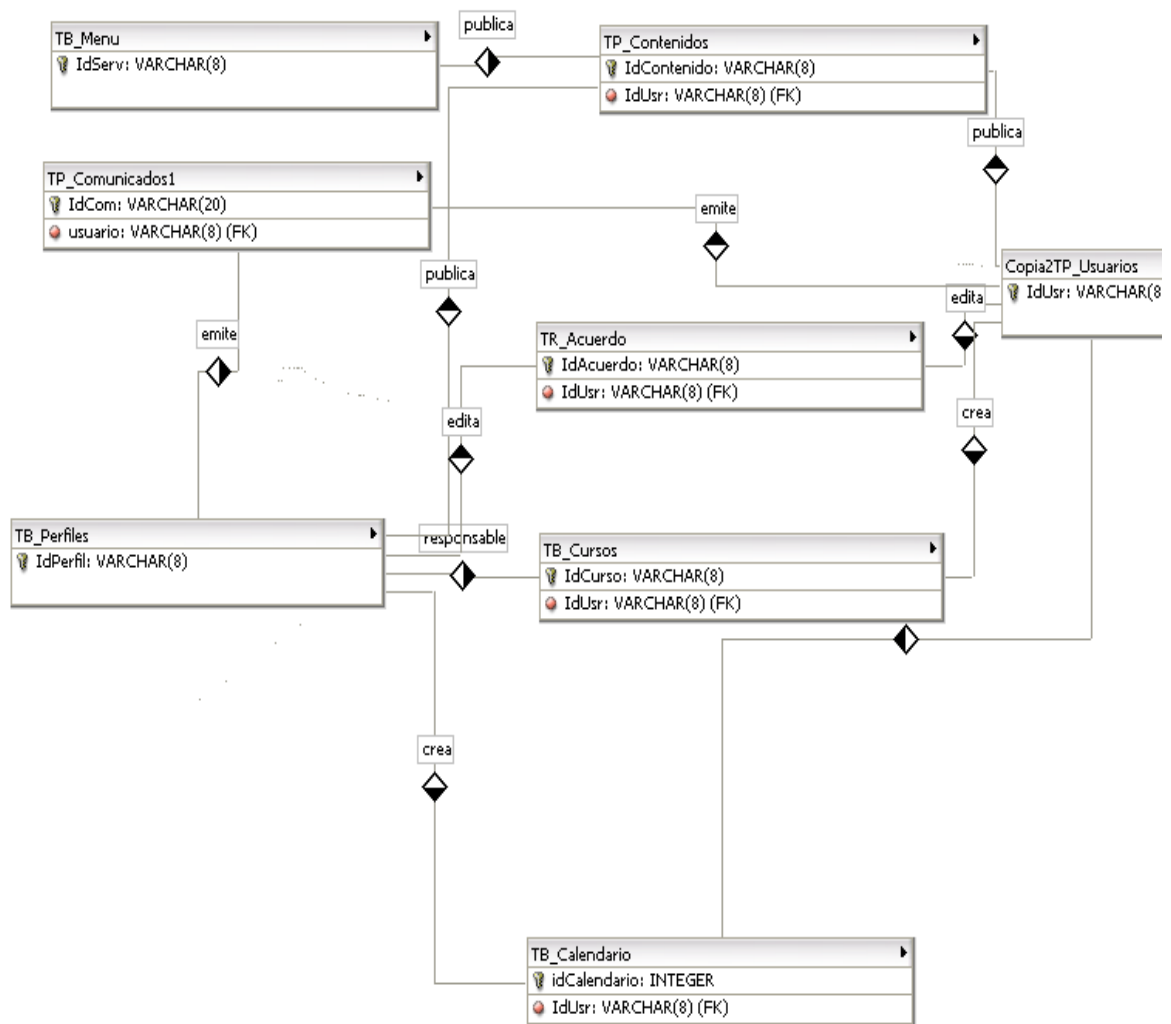 publica
TB_Menu
IdServ: VARCHAR(8)
TP_Contenidos
IdContenido: VARCHAR(8)
IdUsr: VARCHAR(8) (FK)
publica
TP_Comunicados1
IdCom: VARCHAR(20)
usuario: VARCHAR(8) (FK)
emite
publica
Copia2TP_Usuarios
IdUsr: VARCHAR(8
edita
emite
TR_Acuerdo
IdAcuerdo: VARCHAR(8)
IdUsr: VARCHAR(8) (FK)
edita
crea
TB_Perfiles
IdPerfil: VARCHAR(8)
responsable
TB_Cursos
IdCurso: VARCHAR(8)
IdUsr: VARCHAR(8) (FK)
crea
TB_Calendario
idCalendario: INTEGER
IdUsr: VARCHAR(8) (FK)